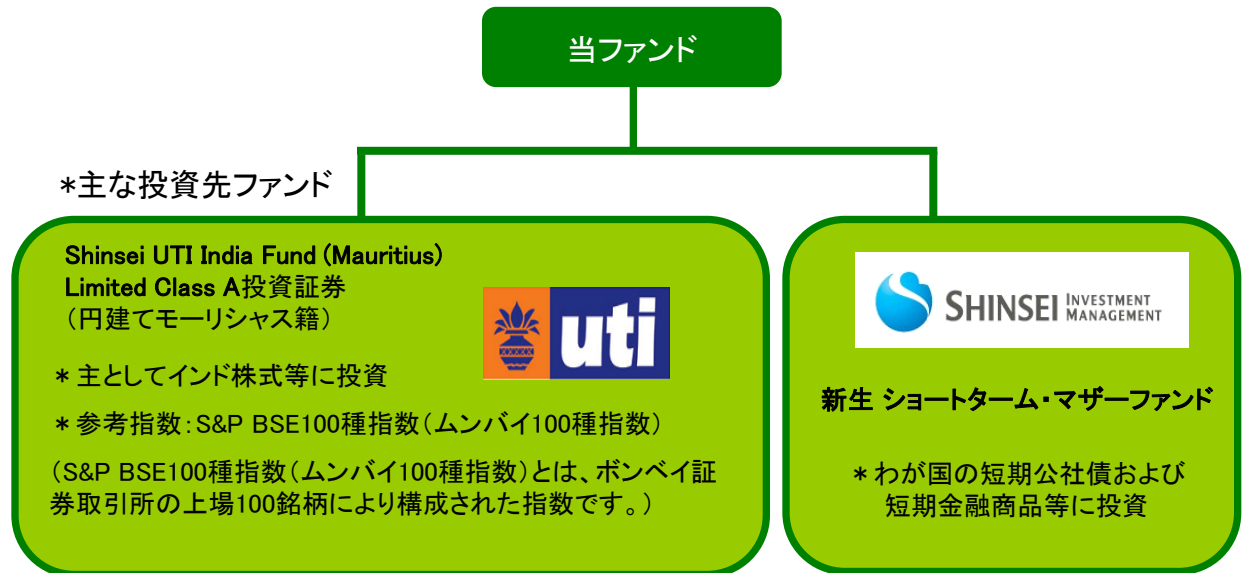 当ファンド
*主な投資先ファンド
Shinsei UTI India Fund (Mauritius)
Limited Class A投資証券
（円建てモーリシャス籍）
uti
* 主としてインド株式等に投資
* 参考指数：S&P BSE100種指数（ムンバイ100種指数）
（S&P BSE100種指数（ムンバイ100種指数）とは、ボンベイ証
券取引所の上場100銘柄により構成された指数です。）
SHINSEI INVESTMENT
MANAGEMENT
新生 ショートターム・マザーファンド
* わが国の短期公社債および
短期金融商品等に投資